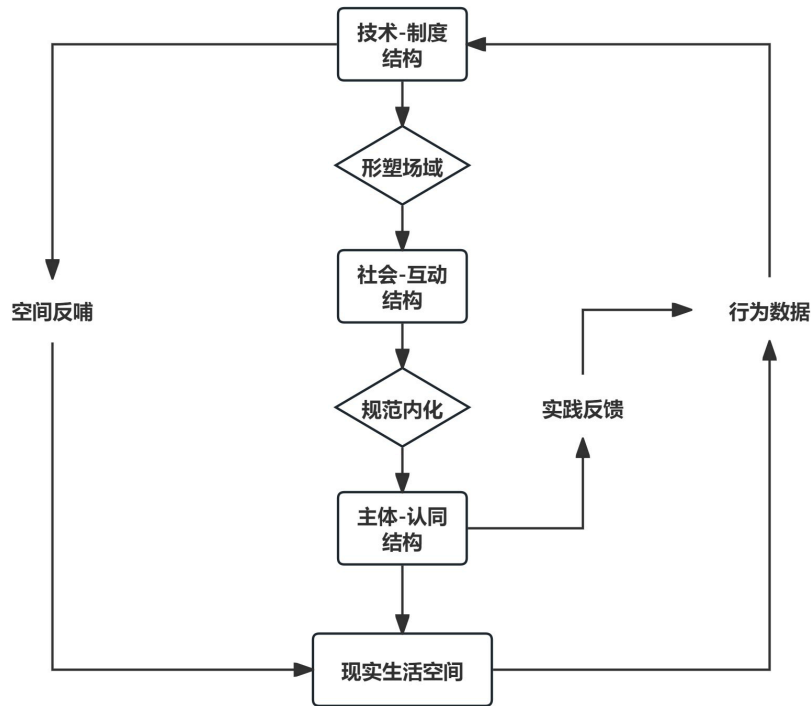 技术-制度
结构
形塑场域
社会-互动
结构
空间反哺
行为数据
规范内化
实践反馈
主体-认同
结构
现实生活空间